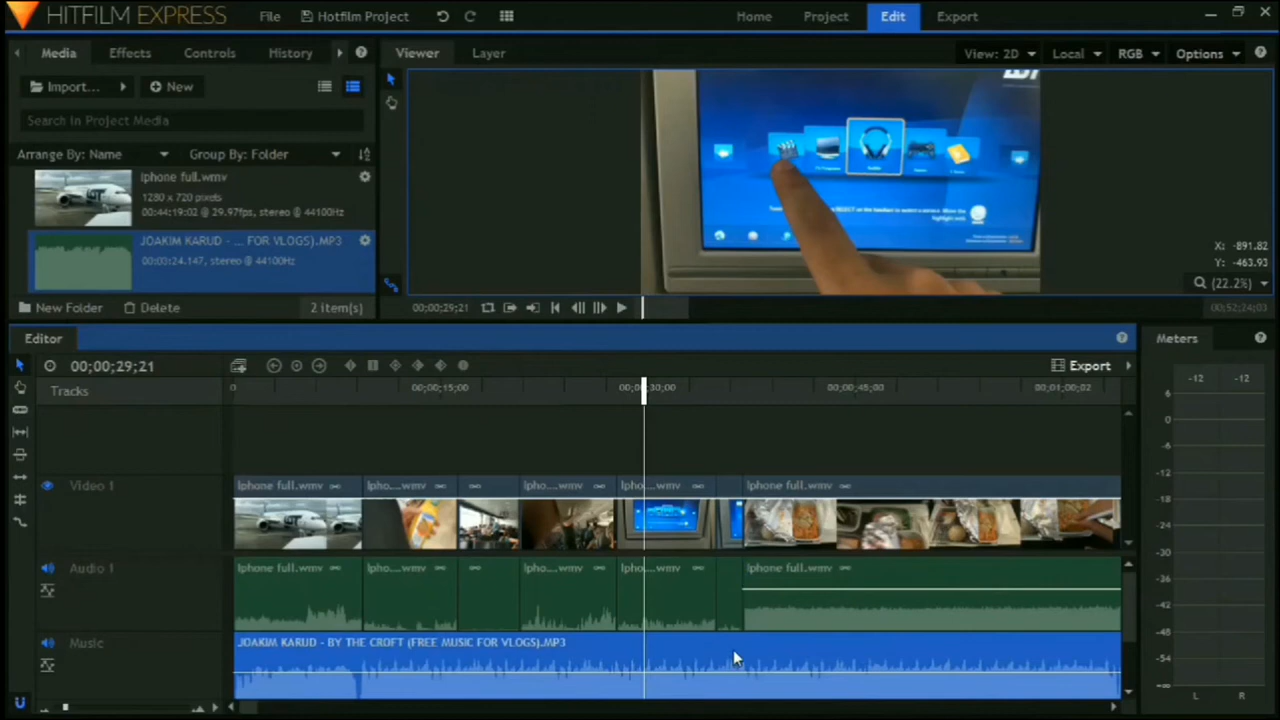 HITFILM EXPRESS File Hotfilm Project Home Project Edit Export
Media Effects Controls History Viewer Layer View: 2D Local RGB Options
Import... New
Search in Project Media
Arrange By: Name Group By: Folder
Iphone full.wmv
1280 x 720 pixels
00:44:19:02 @ 29.97fps, stereo @ 44100Hz
JOAKIM KARUD - ... FOR VLOGS).MP3
00:03:24.147, stereo @ 44100Hz
X: -891.82
Y: -463.93
(22.2%)
New Folder Delete 2 item(s) 00;00;29;21 00;52;24;03
Editor Meters
00;00;29;21 Export
Tracks 0 00;00;15;00 00;00;30;00 00;00;45;00 00;01;00;02
Video 1 Iphone full.wmv Ipho....wmv Ipho....wmv Ipho....wmv Iphone full.wmv
Audio 1 Iphone full.wmv Ipho....wmv Ipho....wmv Ipho....wmv Iphone full.wmv
Music JOAKIM KARUD - BY THE CROFT (FREE MUSIC FOR VLOGS).MP3
-12 -12
6
0
-6
-12
-18
-24
-30
-36
-42
-48
-54
-∞
L R